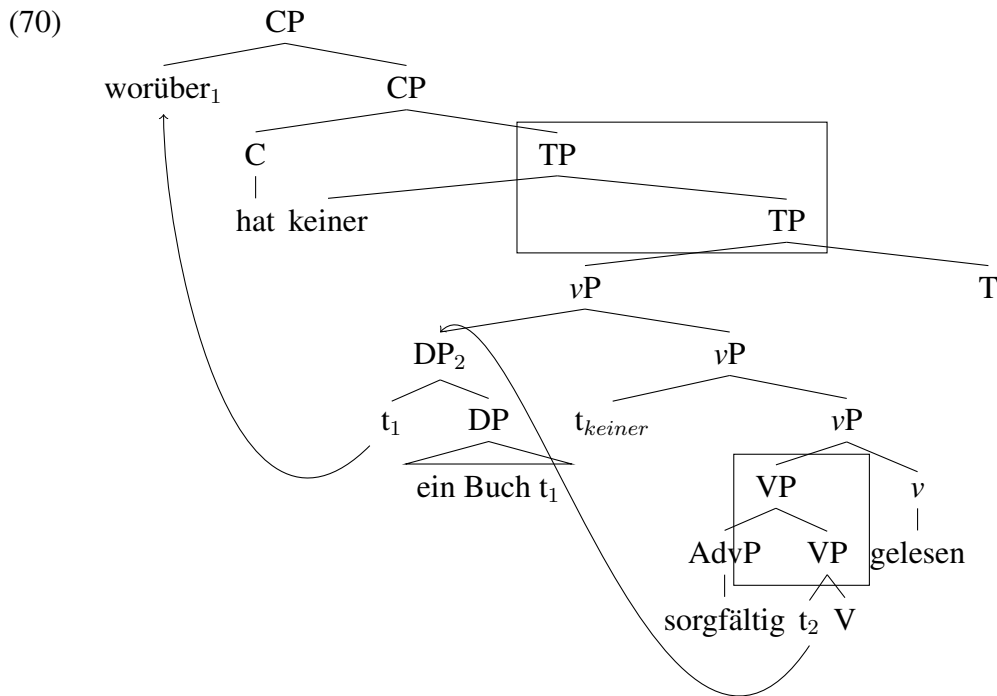 (70) CP
worüber₁ CP
C TP
hat keiner TP
vP T
DP₂ vP
t₁ DP t_keiner vP
ein Buch t₁ VP v
AdvP VP gelesen
sorgfältig t₂ V